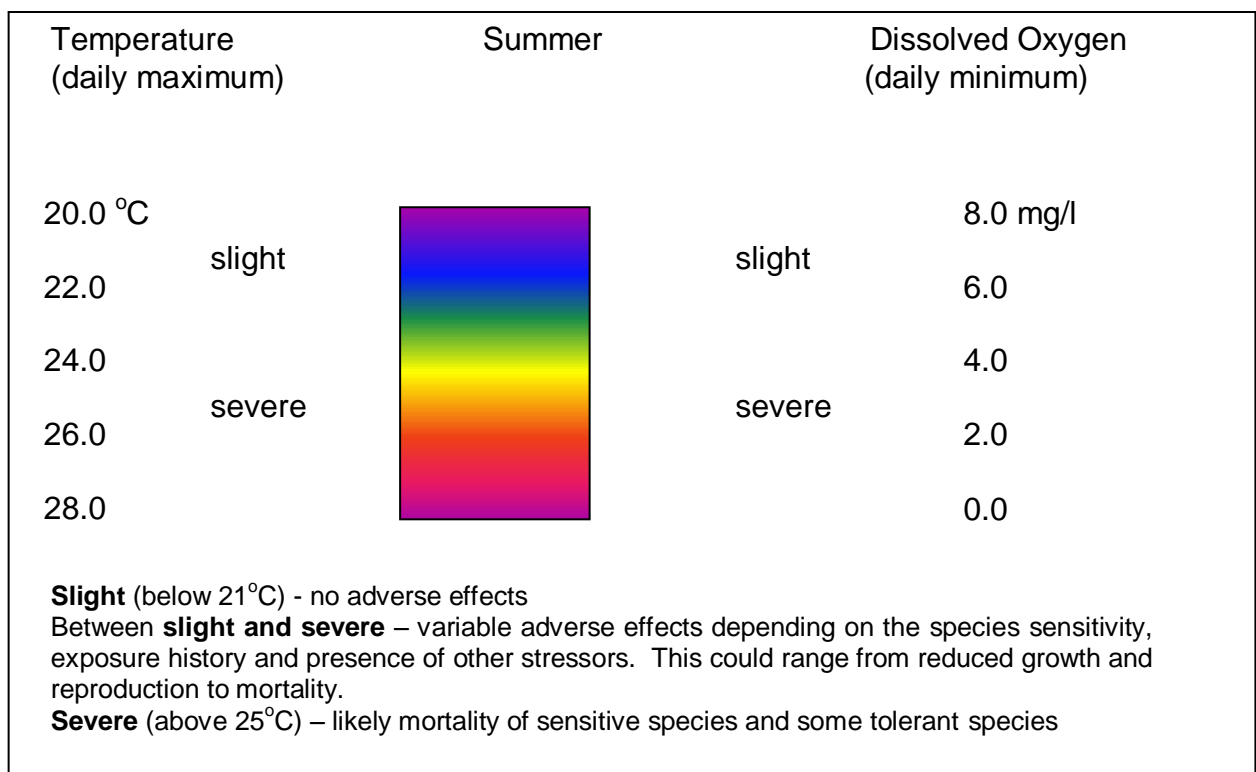 Temperature Summer Dissolved Oxygen
(daily maximum) (daily minimum)
20.0 °C 8.0 mg/l
slight slight
22.0 6.0
24.0 4.0
severe severe
26.0 2.0
28.0 0.0
Slight (below 21°C) - no adverse effects
Between slight and severe – variable adverse effects depending on the species sensitivity,
exposure history and presence of other stressors. This could range from reduced growth and
reproduction to mortality.
Severe (above 25°C) – likely mortality of sensitive species and some tolerant species